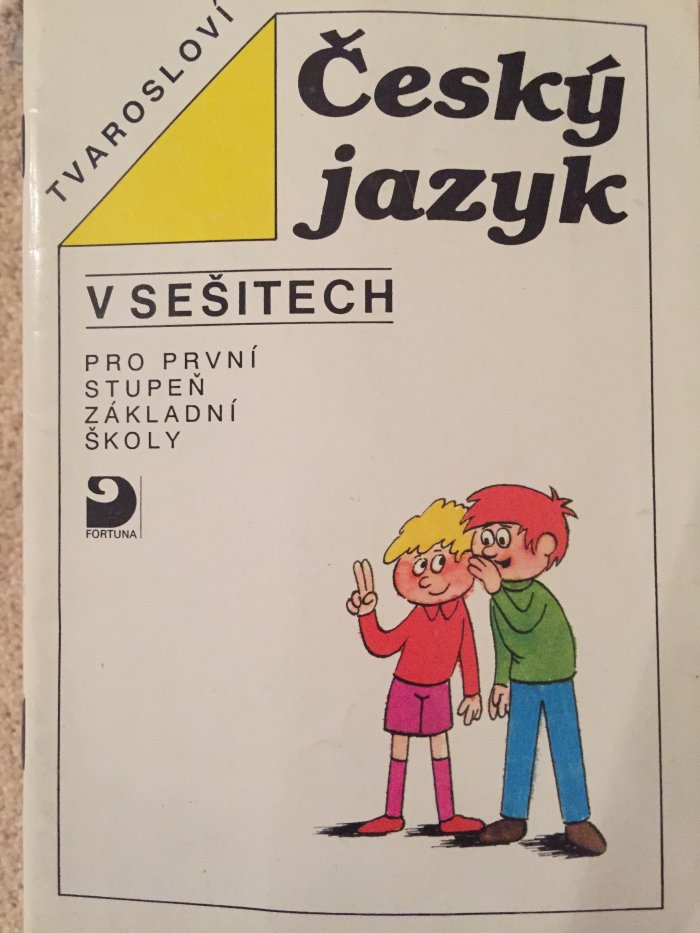 TVAROSLOVÍ
Český
jazyk
V SEŠITECH
PRO PRVNÍ
STUPEŇ
ZÁKLADNÍ
ŠKOLY
FORTUNA